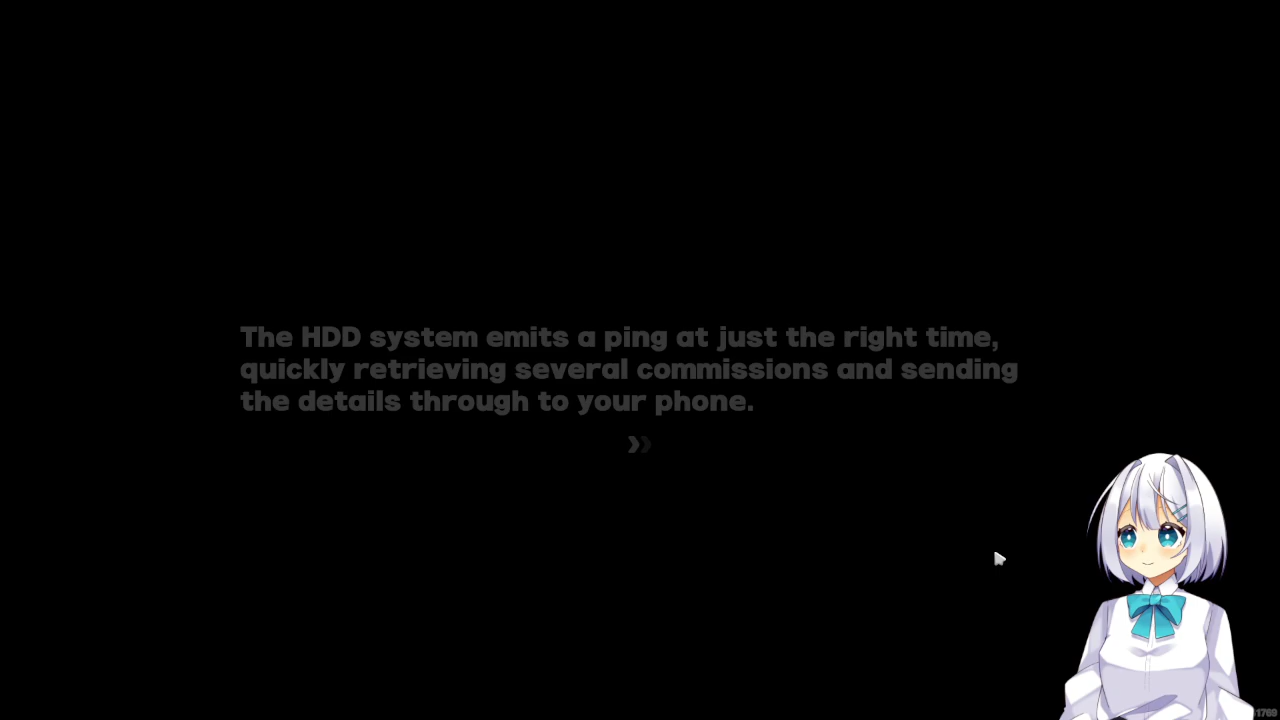 The HDD system emits a ping at just the right time,
quickly retrieving several commissions and sending
the details through to your phone.